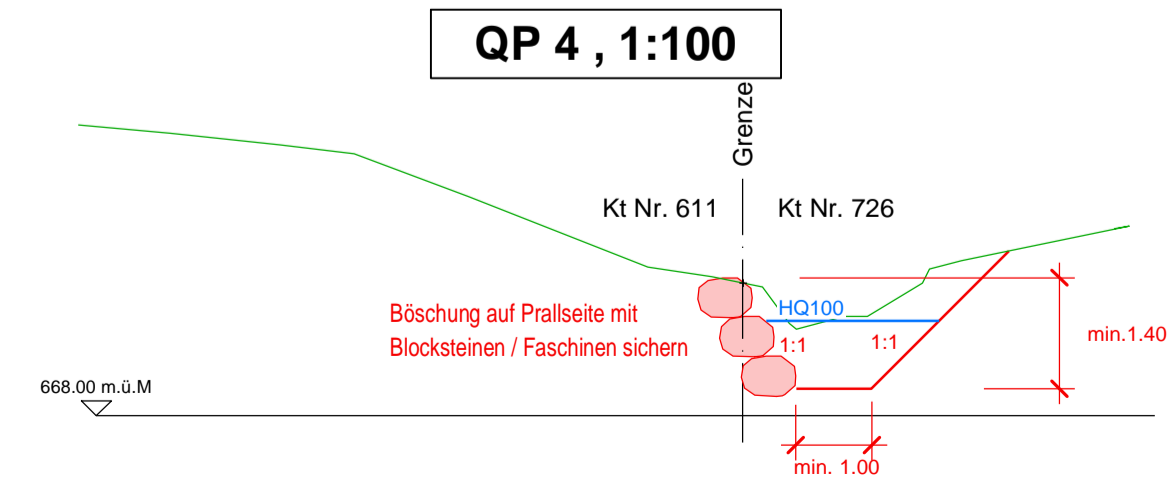 QP 4 , 1:100
Grenze
Kt Nr. 611
Kt Nr. 726
Böschung auf Prallseite mit
Blocksteinen / Faschinen sichern
HQ100
1:1
1:1
min.1.40
668.00 m.ü.M
min. 1.00